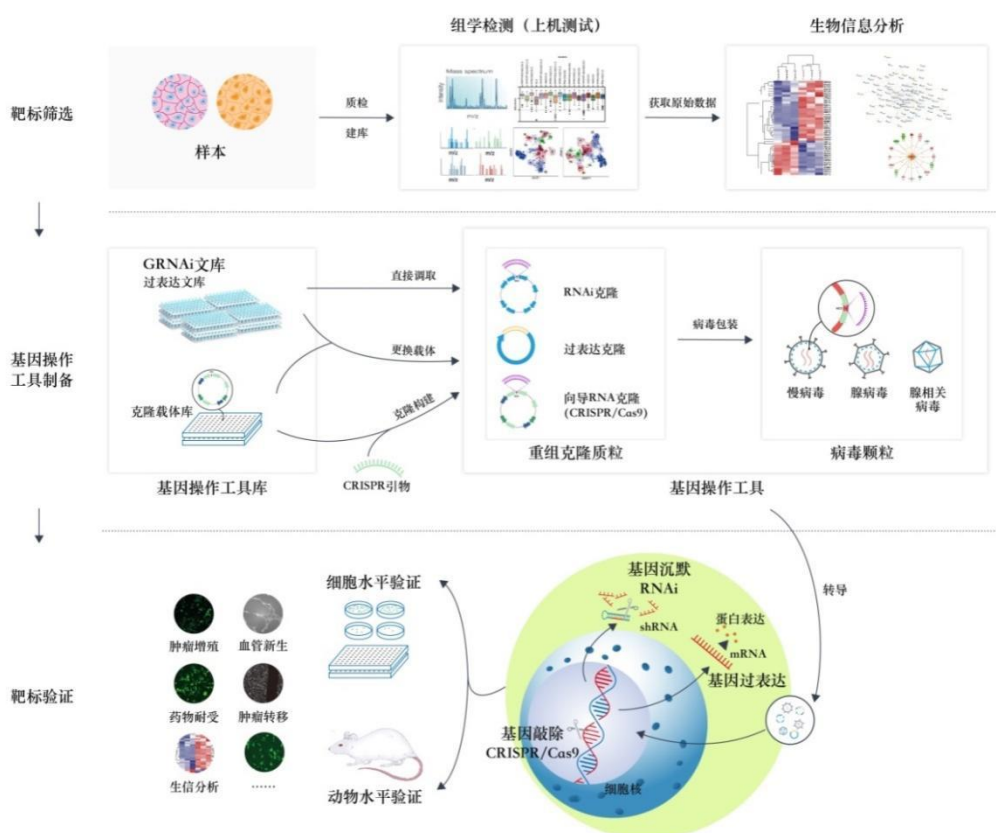 组学检测（上机测试）
生物信息分析
靶标筛选
样本
质检
建库
Mass spectrum
Intensity
获取原始数据
GRNAi文库
过表达文库
克隆载体库
基因操作工具库
基因操作
工具制备
直接调取
更换载体
克隆构建
CRISPR引物
RNAi克隆
过表达克隆
向导RNA克隆
(CRISPR/Cas9)
重组克隆质粒
病毒包装
慢病毒
腺病毒
腺相关
病毒
病毒颗粒
基因操作工具
转导
靶标验证
肿瘤增殖
血管新生
药物耐受
肿瘤转移
生信分析
……
细胞水平验证
动物水平验证
基因沉默
RNAi
shRNA
蛋白表达
mRNA
基因过表达
基因敲除
CRISPR/Cas9
细胞核